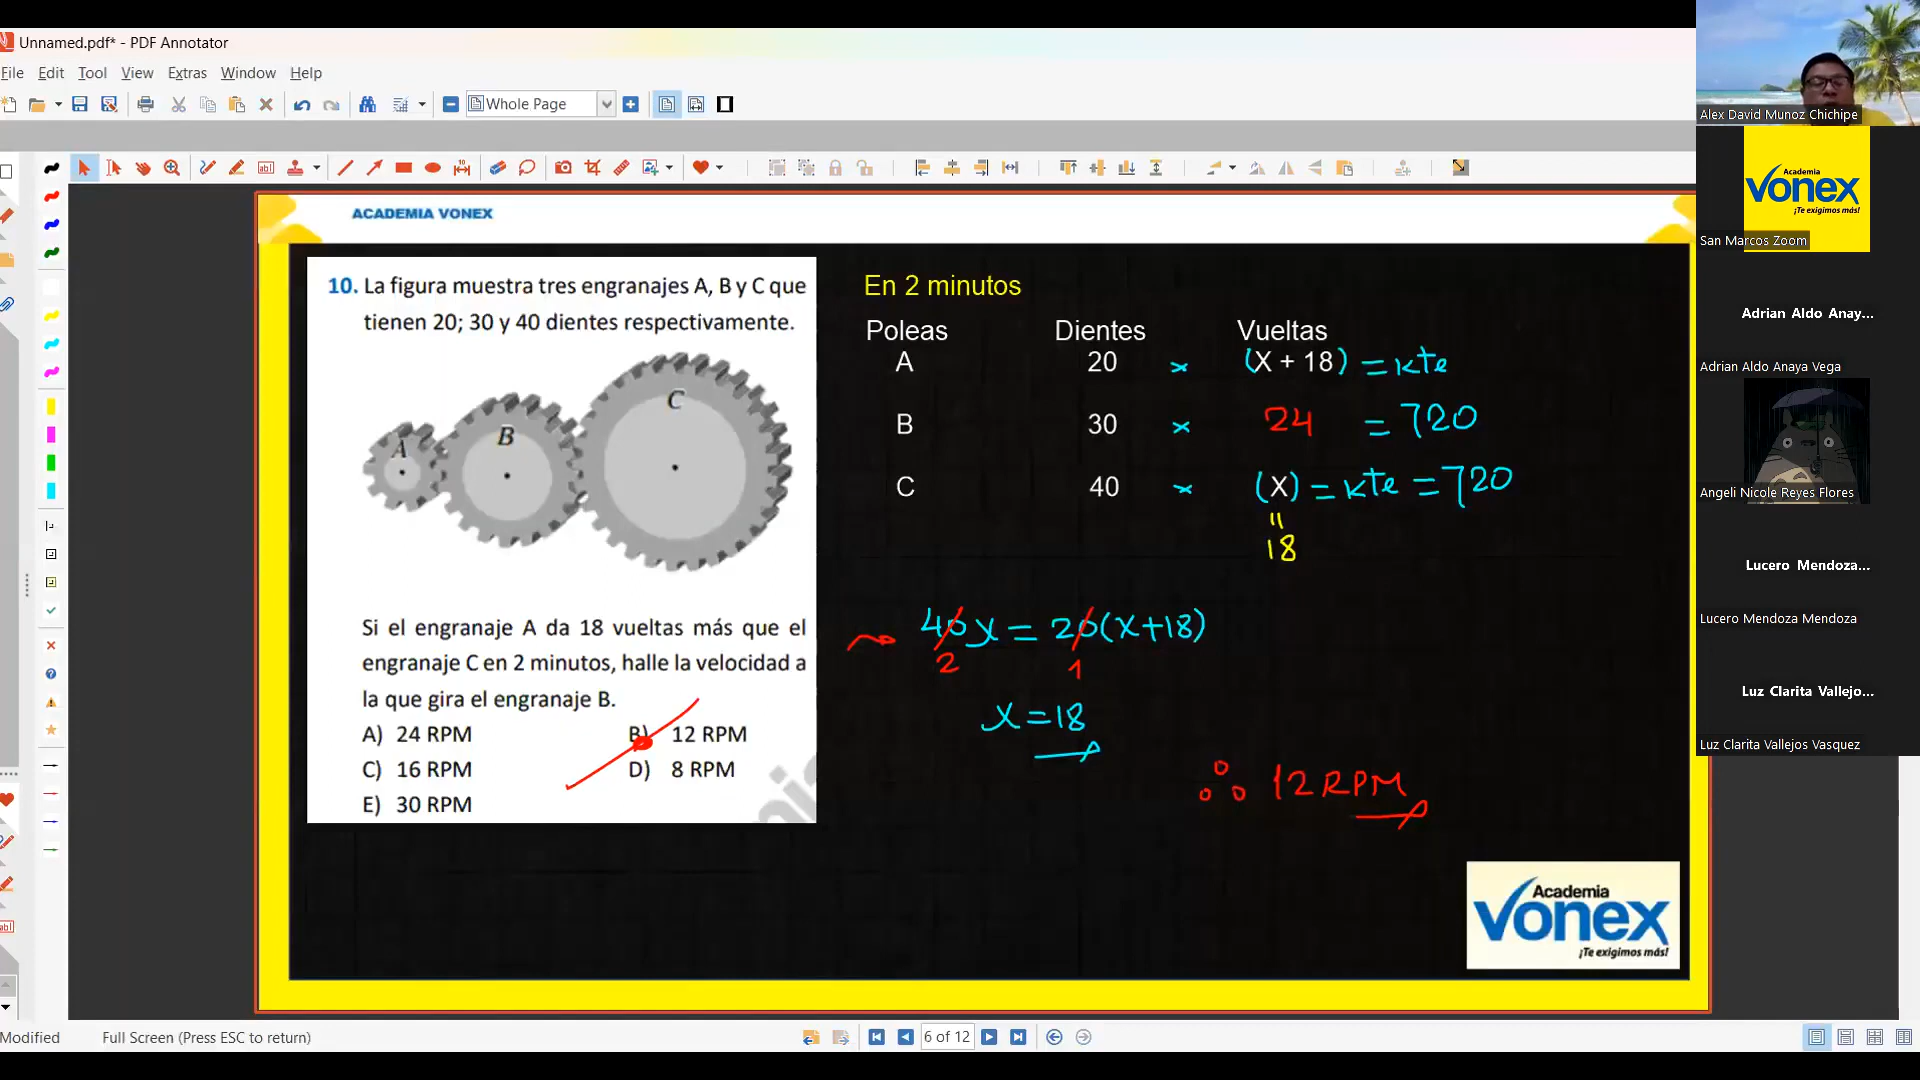 Unnamed.pdf* - PDF Annotator
File Edit Tool View Extras Window Help
Whole Page
ACADEMIA VONEX
10. La figura muestra tres engranajes A, B y C que
tienen 20; 30 y 40 dientes respectivamente.
A
B
C
Si el engranaje A da 18 vueltas más que el
engranaje C en 2 minutos, halle la velocidad a
la que gira el engranaje B.
A) 24 RPM B) 12 RPM
C) 16 RPM D) 8 RPM
E) 30 RPM
En 2 minutos
Poleas Dientes Vueltas
A 20 × (X + 18) = kte
B 30 × 24 = 720
C 40 × (X) = kte = 720
"
18
40x = 20(x+18)
2 1
x = 18
∴ 12 RPM
Academia
Vonex
¡Te exigimos más!
Modified Full Screen (Press ESC to return) 6 of 12
Alex David Munoz Chichipe
Academia
Vonex
¡Te exigimos más!
San Marcos Zoom
Adrian Aldo Anay...
Adrian Aldo Anaya Vega
Angeli Nicole Reyes Flores
Lucero Mendoza...
Lucero Mendoza Mendoza
Luz Clarita Vallejo...
Luz Clarita Vallejos Vasquez